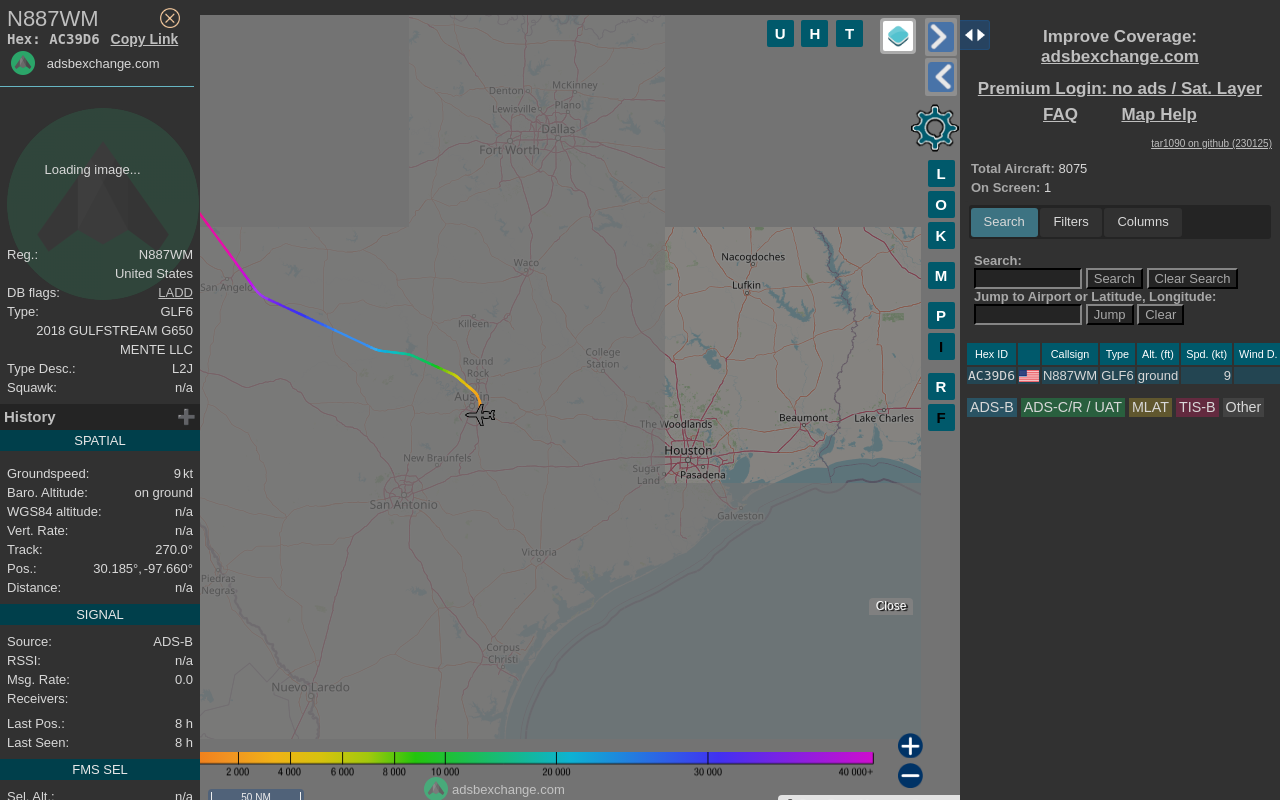 N887WM
Hex: AC39D6 Copy Link
adsbexchange.com
Loading image...
Reg.: N887WM
United States
DB flags: LADD
Type: GLF6
2018 GULFSTREAM G650
MENTE LLC
Type Desc.: L2J
Squawk: n/a
History
SPATIAL
Groundspeed: 9 kt
Baro. Altitude: on ground
WGS84 altitude: n/a
Vert. Rate: n/a
Track: 270.0°
Pos.: 30.185°, -97.660°
Distance: n/a
SIGNAL
Source: ADS-B
RSSI: n/a
Msg. Rate: 0.0
Receivers:
Last Pos.: 8 h
Last Seen: 8 h
FMS SEL
Sel. Alt.: n/a
U H T
Denton
McKinney
Lewisville
Plano
Dallas
Fort Worth
Waco
Nacogdoches
Lufkin
San Angelo
Killeen
Round
Rock
College
Station
Austin
The Woodlands
Beaumont
Lake Charles
Houston
New Braunfels
Sugar
Land
Pasadena
San Antonio
Galveston
Victoria
Piedras
Negras
Corpus
Christi
Nuevo Laredo
Close
L
O
K
M
P
I
R
F
2 000 4 000 6 000 8 000 10 000 20 000 30 000 40 000+
adsbexchange.com
50 NM
Improve Coverage:
adsbexchange.com
Premium Login: no ads / Sat. Layer
FAQ Map Help
tar1090 on github (230125)
Total Aircraft: 8075
On Screen: 1
Search Filters Columns
Search:
Search Clear Search
Jump to Airport or Latitude, Longitude:
Jump Clear
Hex ID Callsign Type Alt. (ft) Spd. (kt) Wind D.
AC39D6 N887WM GLF6 ground 9
ADS-B ADS-C/R / UAT MLAT TIS-B Other